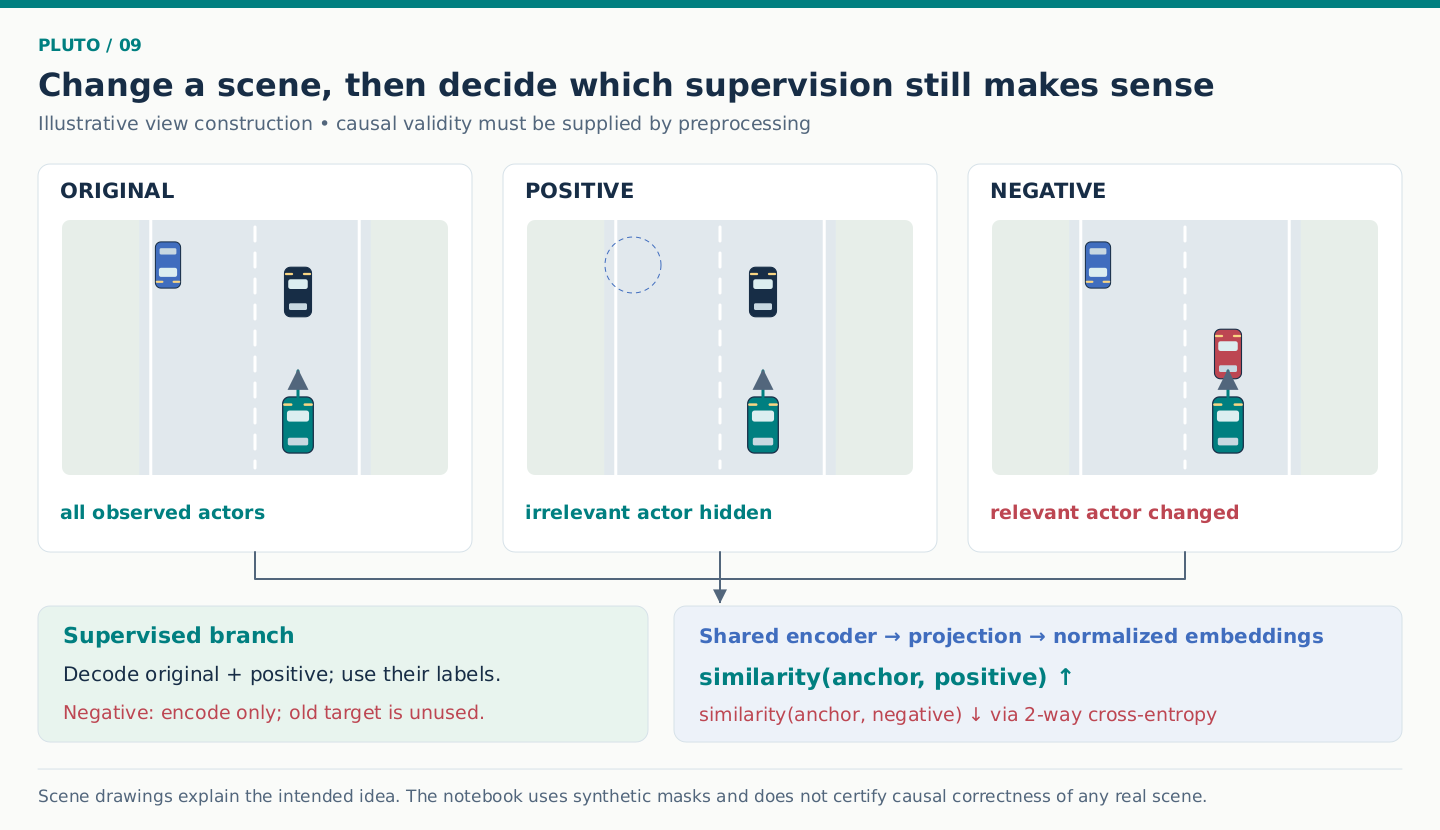 PLUTO / 09
Change a scene, then decide which supervision still makes sense
Illustrative view construction • causal validity must be supplied by preprocessing
ORIGINAL
all observed actors
POSITIVE
irrelevant actor hidden
NEGATIVE
relevant actor changed
Supervised branch
Decode original + positive; use their labels.
Negative: encode only; old target is unused.
Shared encoder → projection → normalized embeddings
similarity(anchor, positive) ↑
similarity(anchor, negative) ↓ via 2-way cross-entropy
Scene drawings explain the intended idea. The notebook uses synthetic masks and does not certify causal correctness of any real scene.